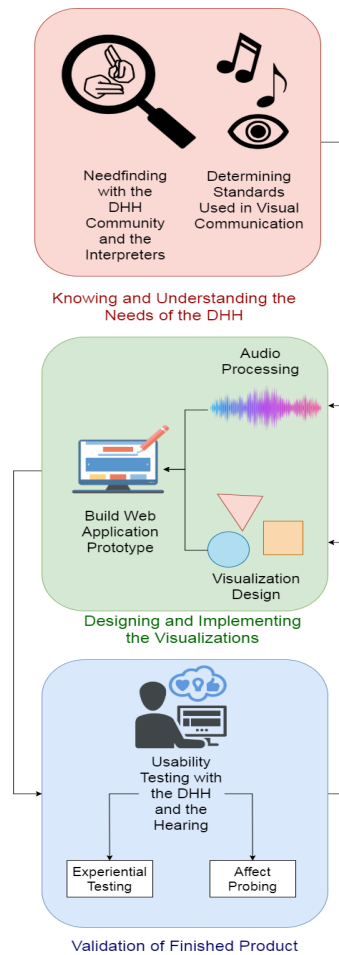 Needfinding
with the
DHH
Community
and the
Interpreters
Determining
Standards
Used in Visual
Communication
Knowing and Understanding the
Needs of the DHH
Audio
Processing
Build Web
Application
Prototype
Visualization
Design
Designing and Implementing
the Visualizations
Usability
Testing with
the DHH
and the
Hearing
Experiential
Testing
Affect
Probing
Validation of Finished Product